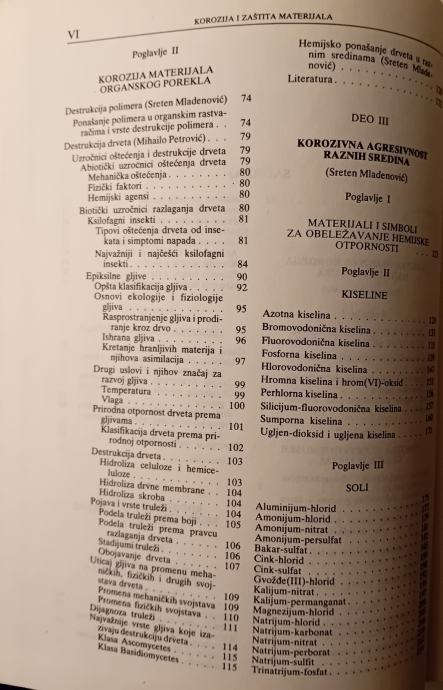 VI
KOROZIJA I ZAŠTITA MATERIJALA
Poglavlje II
KOROZIJA MATERIJALA
ORGANSKOG POREKLA
Destrukcija polimera (Sreten Mladenović) 74
Ponašanje polimera u organskim rastva-
račima i vrste destrukcije polimera . . 74
Destrukcija drveta (Mihailo Petrović) . . 79
Uzročnici oštećenja i destrukcije drveta 79
Abiotički uzročnici oštećenja drveta 79
Mehanička oštećenja . . . . . . 80
Fizički faktori . . . . . . . . . 80
Hemijski agensi . . . . . . . . 80
Biotički uzročnici razlaganja drveta 80
Ksilofagni insekti . . . . . . . . 81
Tipovi oštećenja drveta od inse-
kata i simptomi napada . . . . 81
Najvažniji i najčešći ksilofagni
insekti . . . . . . . . . . . . 84
Epiksilne gljive . . . . . . . . . 90
Opšta klasifikacija gljiva . . . . 92
Osnovi ekologije i fiziologije
gljiva . . . . . . . . . . . . 95
Rasprostranjenje gljiva i prodi-
ranje kroz drvo . . . . . . . 95
Ishrana gljiva . . . . . . . . 96
Kretanje hranljivih materija i
njihova asimilacija . . . . . 97
Drugi uslovi i njihov značaj za
razvoj gljiva . . . . . . . . 99
Temperatura . . . . . . . . . 99
Vlaga . . . . . . . . . . . . 100
Prirodna otpornost drveta prema
gljivama . . . . . . . . . . . 101
Klasifikacija drveta prema pri-
rodnoj otpornosti . . . . . . 102
Destrukcija drveta . . . . . . . 103
Hidroliza celuloze i hemice-
luloze . . . . . . . . . . . 103
Hidroliza drvne membrane . . 104
Hidroliza skroba . . . . . . . 104
Pojava i vrste truleži . . . . . . 104
Podela truleži prema boji . . . 105
Podela truleži prema pravcu
razlaganja drveta . . . . . . 106
Stadijumi truleži . . . . . . . 106
Obojavanje drveta . . . . . . 107
Uticaj gljiva na promenu meha-
ničkih, fizičkih i drugih svoj-
stava drveta . . . . . . . . 109
Promena mehaničkih svojstava 109
Promena fizičkih svojstava . . 110
Dijagnoza truleži . . . . . . . 111
Najvažnije vrste gljiva koje iza-
zivaju destrukciju drveta . . . . 114
Klasa Ascomycetes . . . . . . 115
Klasa Basidiomycetes . . . . . 115
Hemijsko ponašanje drveta u raz-
nim sredinama (Sreten Mlade-
nović) . . . . . . . . .
Literatura . . . . . . . . .
DEO III
KOROZIVNA AGRESIVNOST
RAZNIH SREDINA
(Sreten Mladenović)
Poglavlje I
MATERIJALI I SIMBOLI
ZA OBELEŽAVANJE HEMIJSKE
OTPORNOSTI . . .
Poglavlje II
KISELINE
Azotna kiselina . . . . . . . .
Bromovodonična kiselina . . . .
Fluorovodonična kiselina . . . .
Fosforna kiselina . . . . . . .
Hlorovodonična kiselina . . . .
Hromna kiselina i hrom(VI)-oksid .
Perhlorna kiselina . . . . . . .
Silicijum-fluorovodonična kiselina .
Sumporna kiselina . . . . . . .
Ugljen-dioksid i ugljena kiselina . .
Poglavlje III
SOLI
Aluminijum-hlorid . . . . . . .
Amonijum-hlorid . . . . . . .
Amonijum-nitrat . . . . . . .
Amonijum-persulfat . . . . . .
Bakar-sulfat . . . . . . . . .
Cink-hlorid . . . . . . . . .
Cink-sulfat . . . . . . . . .
Gvožđe(III)-hlorid . . . . . .
Kalijum-nitrat . . . . . . . .
Kalijum-permanganat . . . . .
Magnezijum-hlorid . . . . . .
Natrijum-hlorid . . . . . . .
Natrijum-karbonat . . . . . .
Natrijum-nitrat . . . . . . .
Natrijum-perborat . . . . . .
Natrijum-sulfit . . . . . . .
Trinatrijum-fosfat . . . . . .